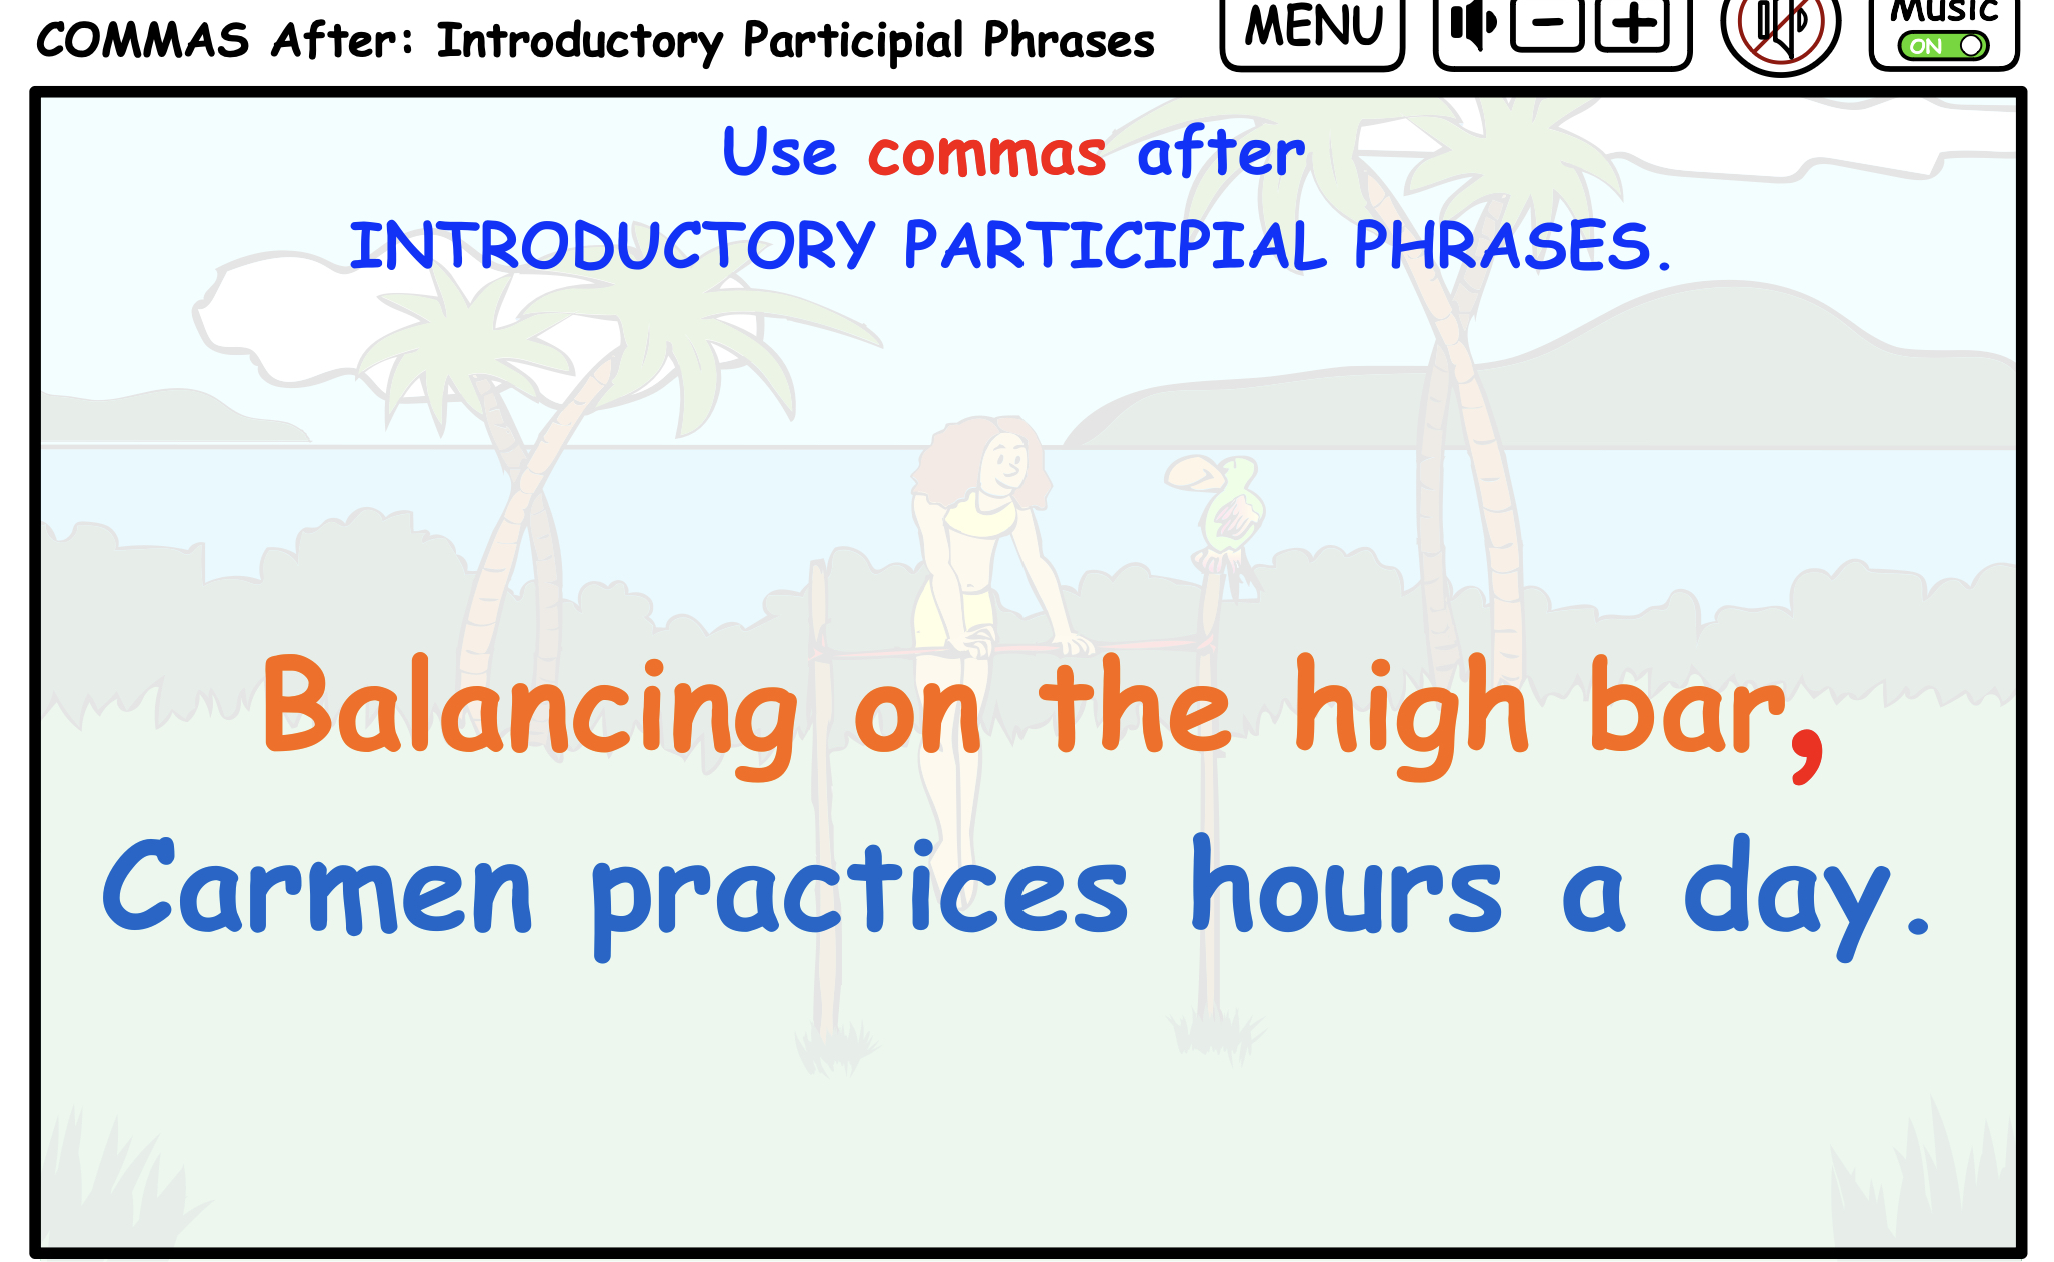 COMMAS After: Introductory Participial Phrases
MENU
Music
ON
Use commas after
INTRODUCTORY PARTICIPIAL PHRASES.
Balancing on the high bar,
Carmen practices hours a day.